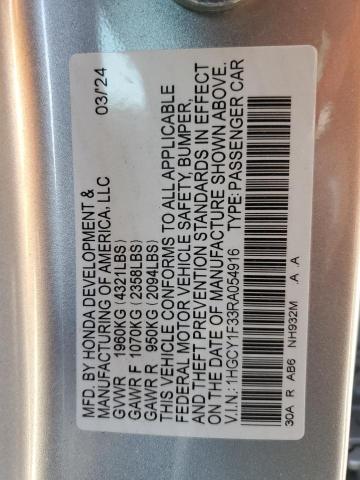 MFD. BY HONDA DEVELOPMENT &
MANUFACTURING OF AMERICA, LLC 03/24
GVWR 1960KG (4321LBS)
GAWR F 1070KG (2358LBS)
GAWR R 950KG (2094LBS)
THIS VEHICLE CONFORMS TO ALL APPLICABLE
FEDERAL MOTOR VEHICLE SAFETY, BUMPER,
AND THEFT PREVENTION STANDARDS IN EFFECT
ON THE DATE OF MANUFACTURE SHOWN ABOVE.
V.I.N.: 1HGCY1F33RA054916 TYPE: PASSENGER CAR
30A R AB6 NH932M .A .A